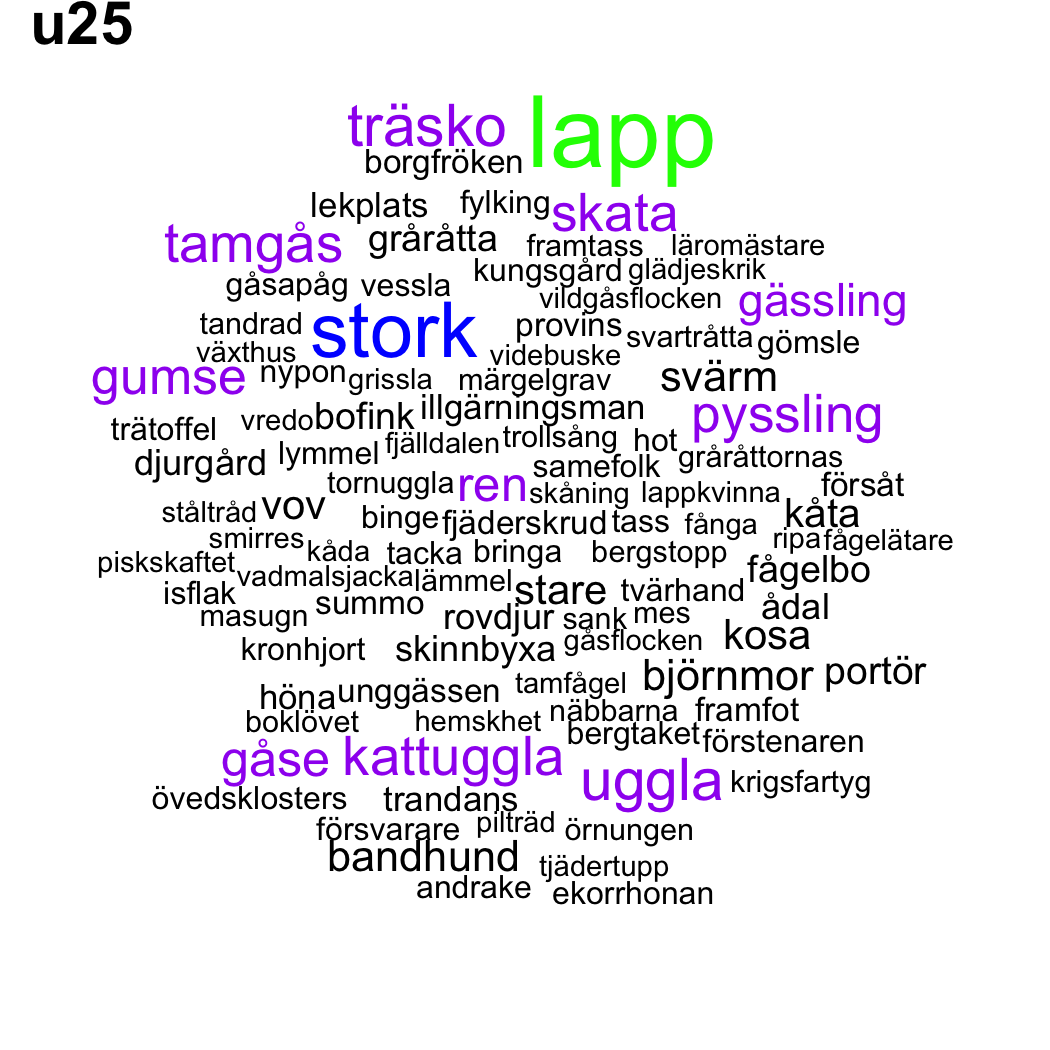 u25
träsko lapp
borgfröken
lekplats fylking skata
tamgås gråråtta framtass läromästare
kungsgård glädjeskrik
gåsapåg vessla vildgåsflocken gässling
tandrad stork provins svartråtta gömsle
växthus videbuske
gumse nypon grissla märgelgrav svärm
vredo bofink illgärningsman pyssling
trätoffel fjälldalen trollsång hot
djurgård lymmel samefolk gråråttornas
tornuggla ren skåning lappkvinna försåt
ståltråd vov binge fjäderskrud tass fånga kåta
smirres kåda tacka bringa bergstopp ripa fågelätare
piskskaftet vadmalsjacka lämmel stare tvärhand fågelbo
isflak summo rovdjur sank mes ådal
masugn
kronhjort skinnbyxa gåsflocken kosa
höna unggässen tamfågel björnmor portör
boklövet hemskhet näbbarna framfot
bergtaket förstenaren
gåse kattuggla uggla krigsfartyg
övedsklosters trandans
försvarare pilträd örnungen
bandhund tjädertupp
andrake ekorrhonan